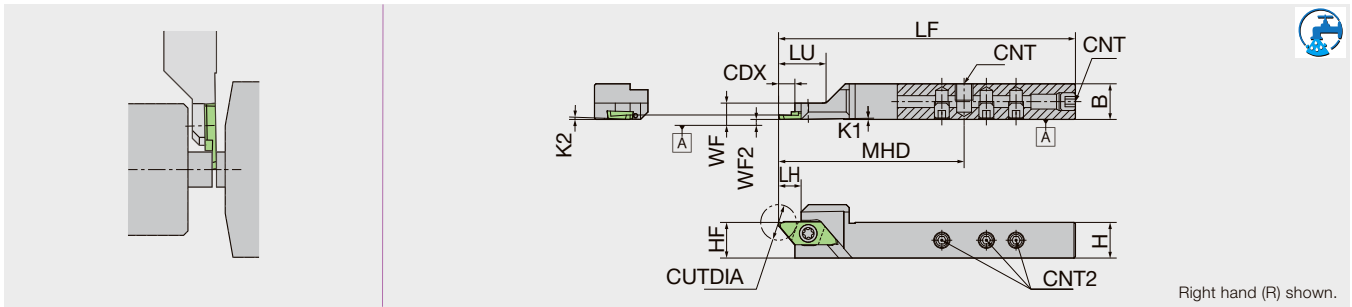 LF
LU
CNT
CNT
CDX
B
K2
K1
A
WF
WF2
A
MHD
LH
HF
H
CUTDIA
CNT2
Right hand (R) shown.